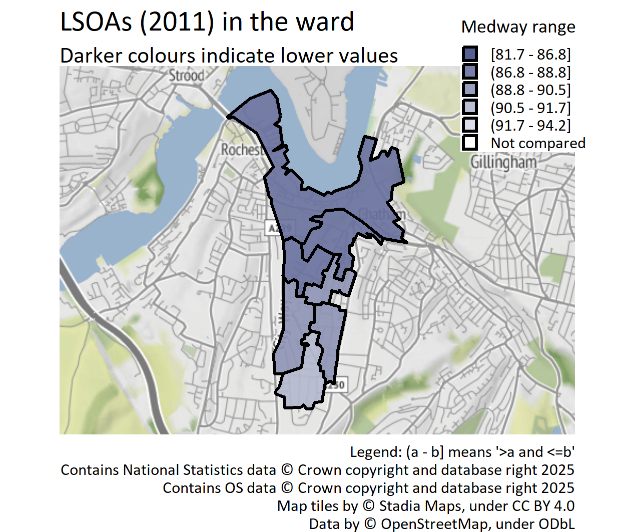 LSOAs (2011) in the ward
Darker colours indicate lower values
Medway range
[81.7 - 86.8]
(86.8 - 88.8]
(88.8 - 90.5]
(90.5 - 91.7]
(91.7 - 94.2]
Not compared
Strood
Rochest
Gillingham
Chatham
Legend: (a - b] means '>a and <=b'
Contains National Statistics data © Crown copyright and database right 2025
Contains OS data © Crown copyright and database right 2025
Map tiles by © Stadia Maps, under CC BY 4.0
Data by © OpenStreetMap, under ODbL